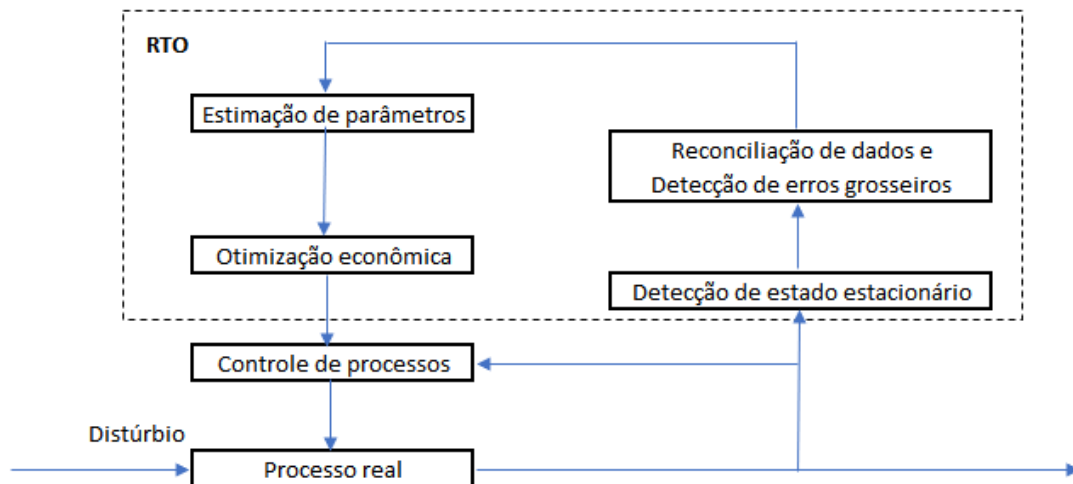 RTO
Estimação de parâmetros
Reconciliação de dados e
Detecção de erros grosseiros
Otimização econômica
Detecção de estado estacionário
Controle de processos
Distúrbio
Processo real